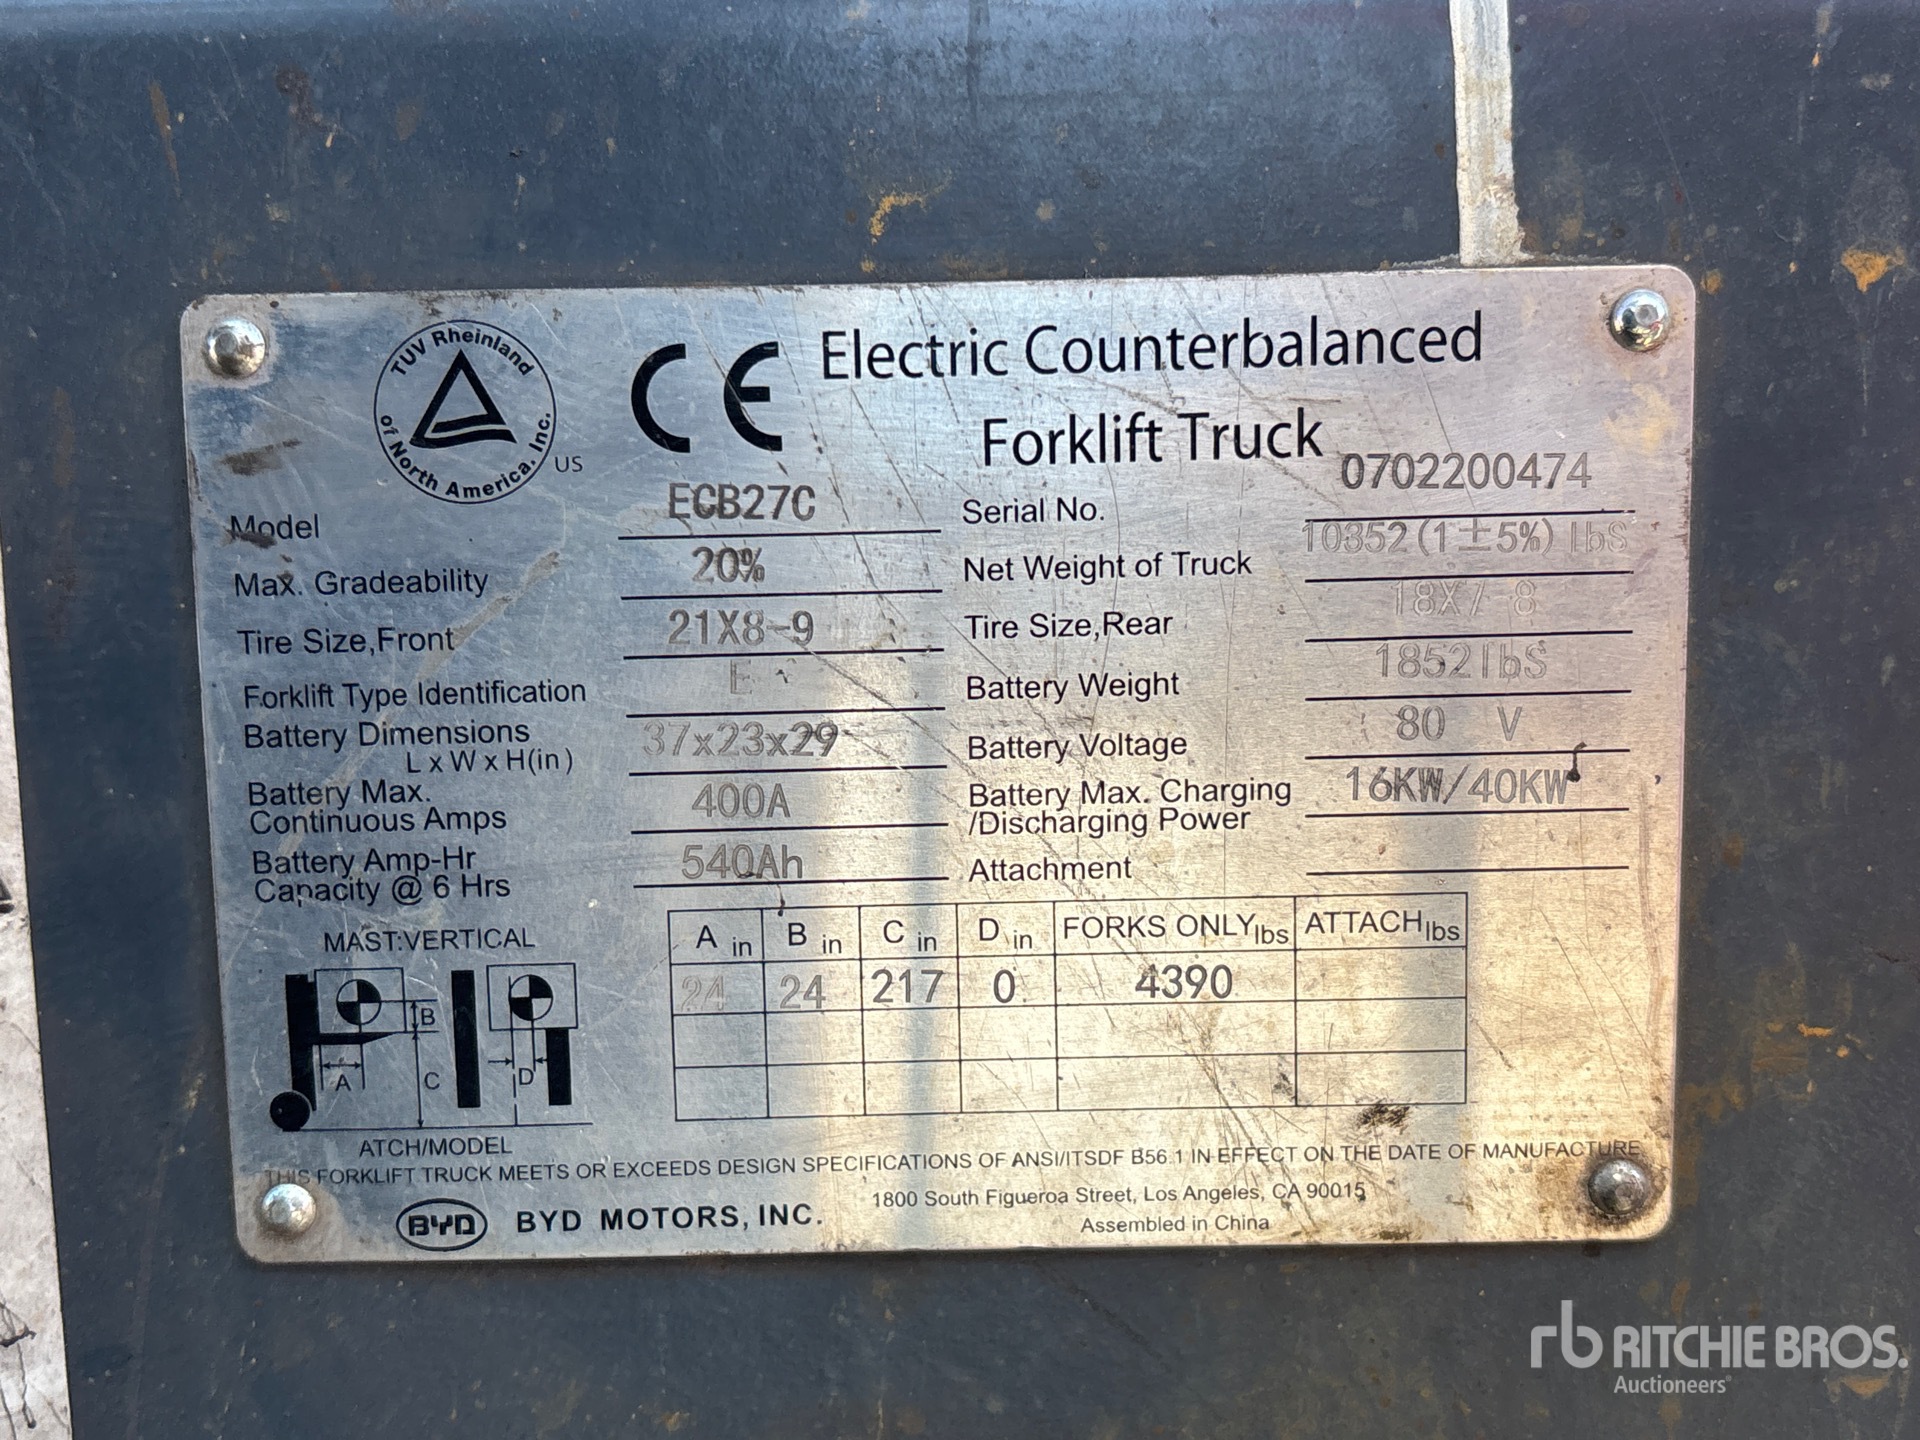 TUV Rheinland
of North America, Inc.
US
CE
Electric Counterbalanced
Forklift Truck
Model ECB27C
Serial No. 0702200474
Max. Gradeability 20%
Net Weight of Truck 10352(1±5%)lbS
Tire Size,Front 21X8-9
Tire Size,Rear 18X7-8
Forklift Type Identification E
Battery Weight 1852lbS
Battery Dimensions
L x W x H(in) 37x23x29
Battery Voltage 80 V
Battery Max.
Continuous Amps 400A
Battery Max. Charging
/Discharging Power 16KW/40KW
Battery Amp-Hr
Capacity @ 6 Hrs 540Ah
Attachment
MAST:VERTICAL
A in B in C in D in FORKS ONLY lbs ATTACH lbs
24 24 217 0 4390
B
A C D
ATCH/MODEL
THIS FORKLIFT TRUCK MEETS OR EXCEEDS DESIGN SPECIFICATIONS OF ANSI/ITSDF B56.1 IN EFFECT ON THE DATE OF MANUFACTURE
BYD BYD MOTORS, INC.
1800 South Figueroa Street, Los Angeles, CA 90015
Assembled in China
rb RITCHIE BROS.
Auctioneers